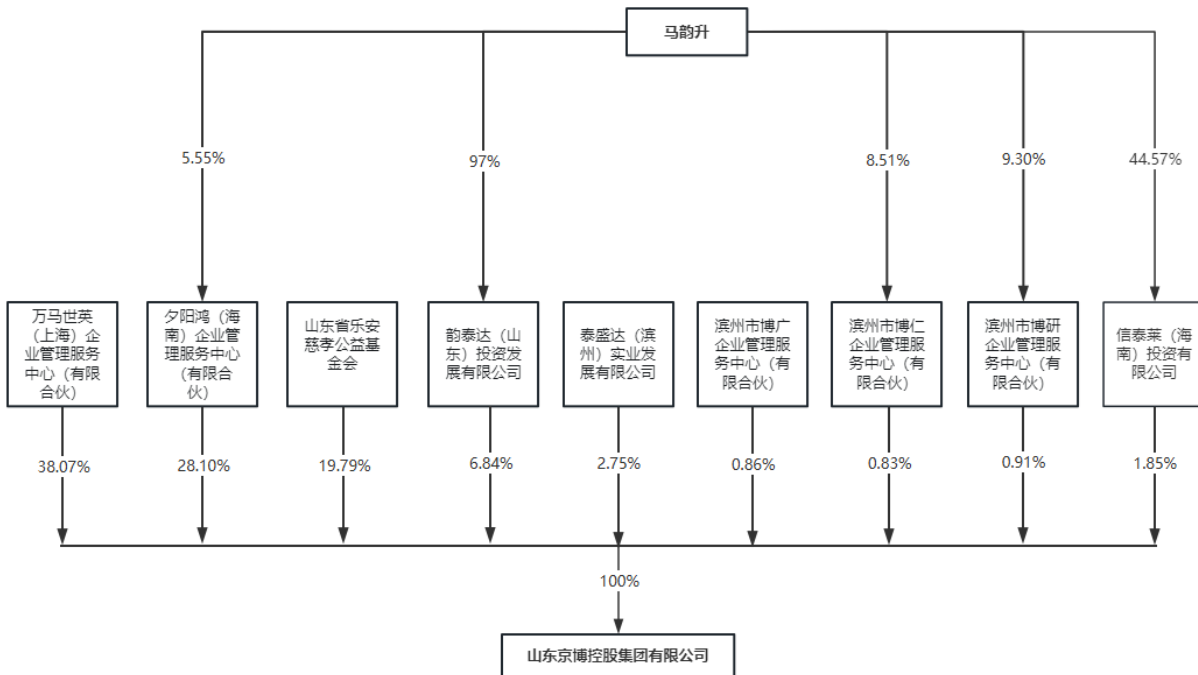 马韵升
5.55%
97%
8.51%
9.30%
44.57%
万马世英
（上海）企
业管理服务
中心（有限
合伙）
夕阳鸿（海
南）企业管
理服务中心
（有限合
伙）
山东省乐安
慈孝公益基
金会
韵泰达（山
东）投资发
展有限公司
泰盛达（滨
州）实业发
展有限公司
滨州市博广
企业管理服
务中心（有
限合伙）
滨州市博仁
企业管理服
务中心（有
限合伙）
滨州市博研
企业管理服
务中心（有
限合伙）
信泰莱（海
南）投资有
限公司
38.07%
28.10%
19.79%
6.84%
2.75%
0.86%
0.83%
0.91%
1.85%
100%
山东京博控股集团有限公司